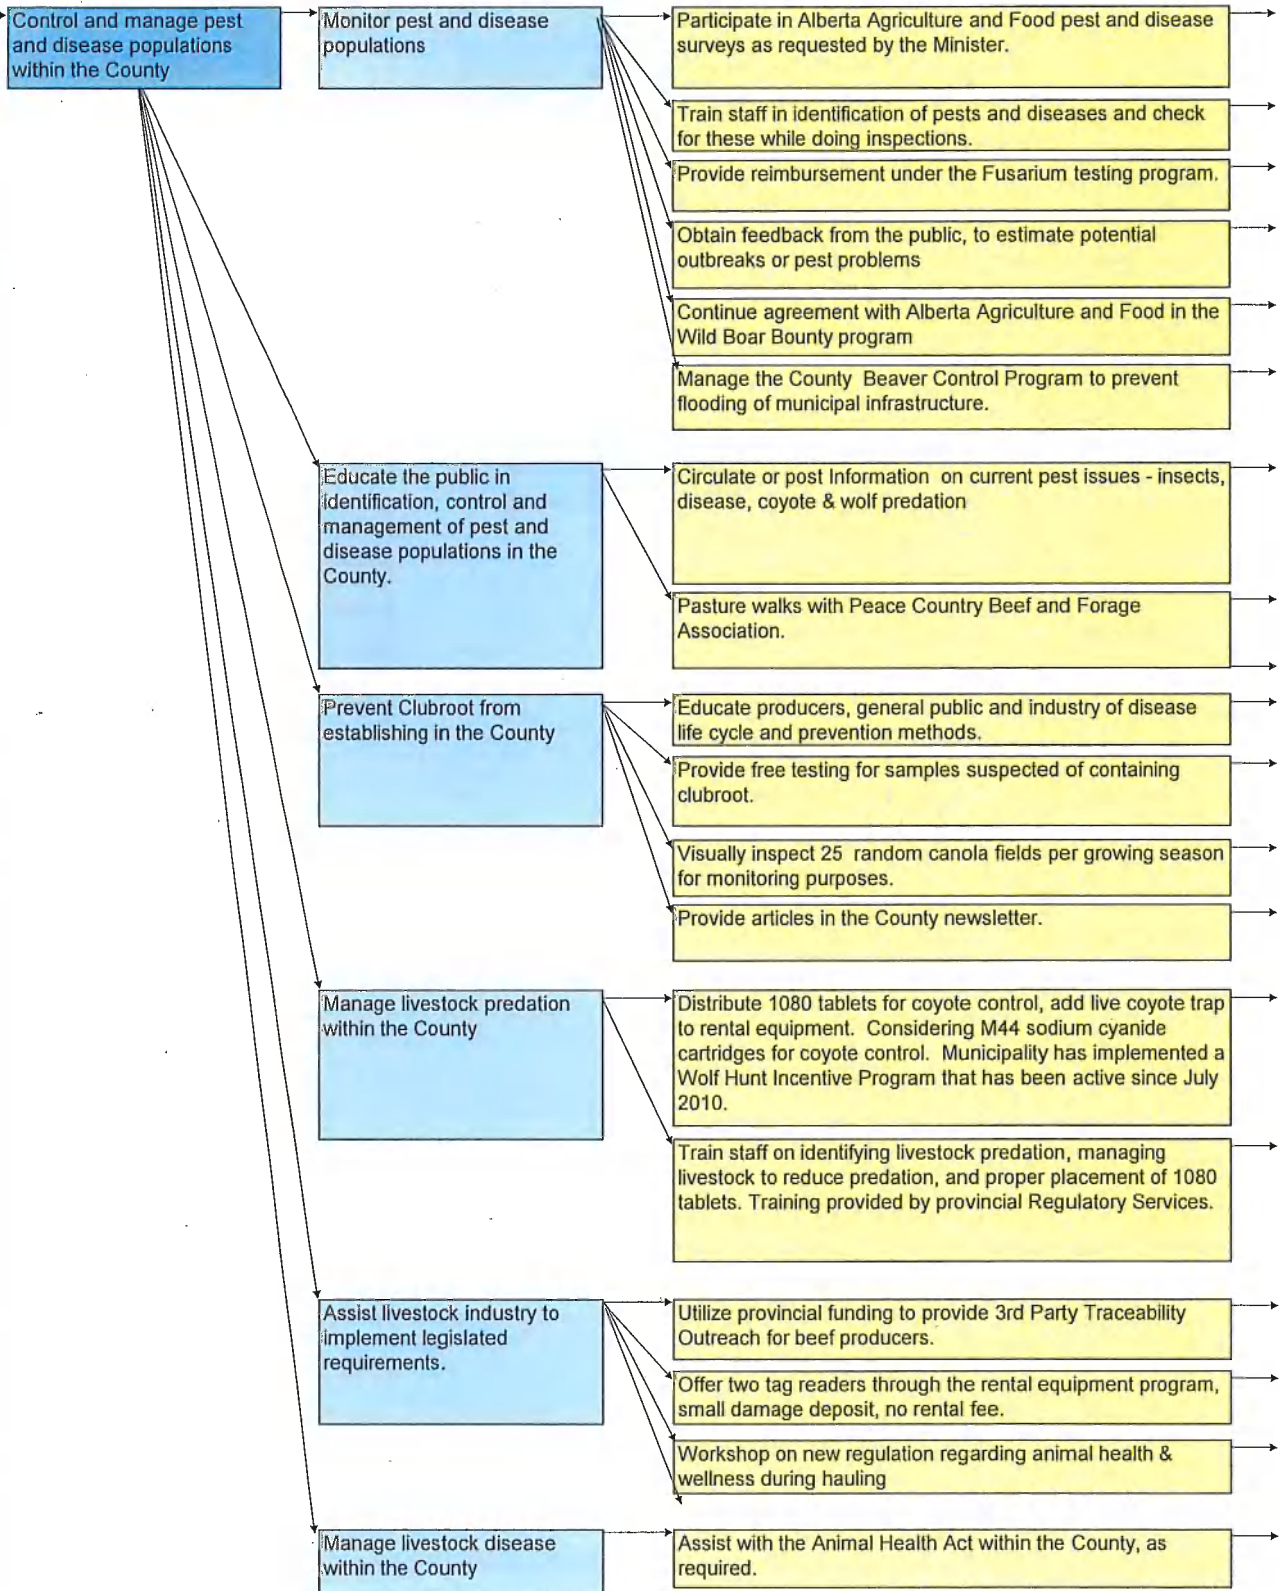 Control and manage pest
and disease populations
within the County
Monitor pest and disease
populations
Participate in Alberta Agriculture and Food pest and disease
surveys as requested by the Minister.
Train staff in identification of pests and diseases and check
for these while doing inspections.
Provide reimbursement under the Fusarium testing program.
Obtain feedback from the public, to estimate potential
outbreaks or pest problems
Continue agreement with Alberta Agriculture and Food in the
Wild Boar Bounty program
Manage the County Beaver Control Program to prevent
flooding of municipal infrastructure.
Educate the public in
identification, control and
management of pest and
disease populations in the
County.
Circulate or post Information on current pest issues - insects,
disease, coyote & wolf predation
Pasture walks with Peace Country Beef and Forage
Association.
Prevent Clubroot from
establishing in the County
Educate producers, general public and industry of disease
life cycle and prevention methods.
Provide free testing for samples suspected of containing
clubroot.
Visually inspect 25 random canola fields per growing season
for monitoring purposes.
Provide articles in the County newsletter.
Manage livestock predation
within the County
Distribute 1080 tablets for coyote control, add live coyote trap
to rental equipment. Considering M44 sodium cyanide
cartridges for coyote control. Municipality has implemented a
Wolf Hunt Incentive Program that has been active since July
2010.
Train staff on identifying livestock predation, managing
livestock to reduce predation, and proper placement of 1080
tablets. Training provided by provincial Regulatory Services.
Assist livestock industry to
implement legislated
requirements.
Utilize provincial funding to provide 3rd Party Traceability
Outreach for beef producers.
Offer two tag readers through the rental equipment program,
small damage deposit, no rental fee.
Workshop on new regulation regarding animal health &
wellness during hauling
Manage livestock disease
within the County
Assist with the Animal Health Act within the County, as
required.